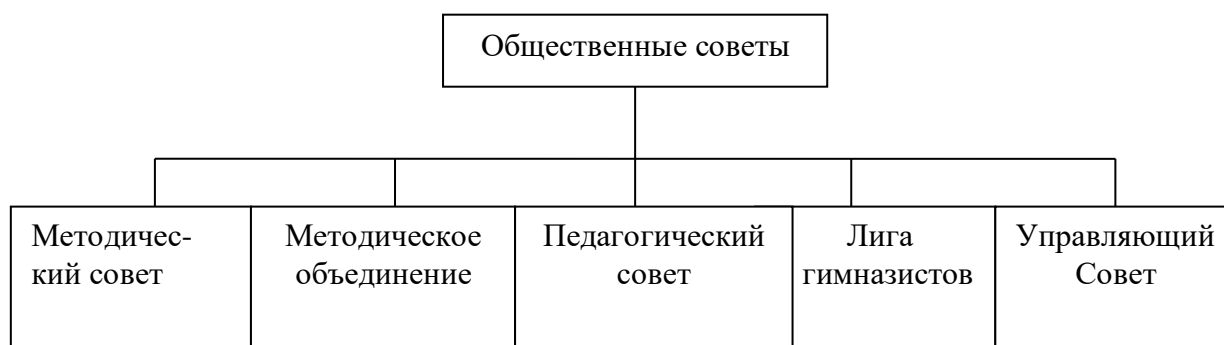 Общественные советы
Методичес-
кий совет
Методическое
объединение
Педагогический
совет
Лига
гимназистов
Управляющий
Совет